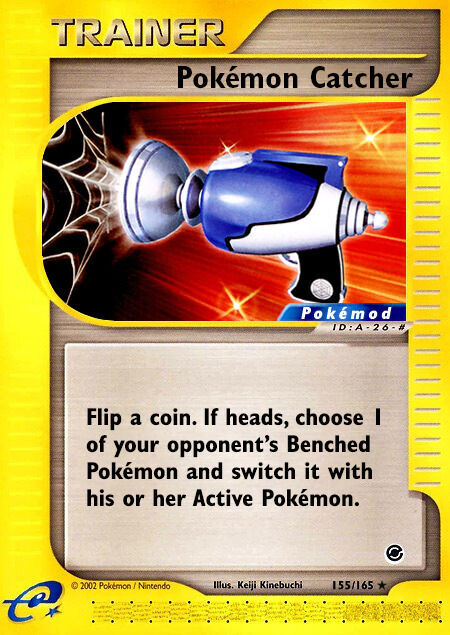 TRAINER
Pokémon Catcher
Pokémod
ID:A-26-#
Flip a coin. If heads, choose 1
of your opponent's Benched
Pokémon and switch it with
his or her Active Pokémon.
© 2002 Pokémon / Nintendo Illus. Keiji Kinebuchi 155/165 ★
e